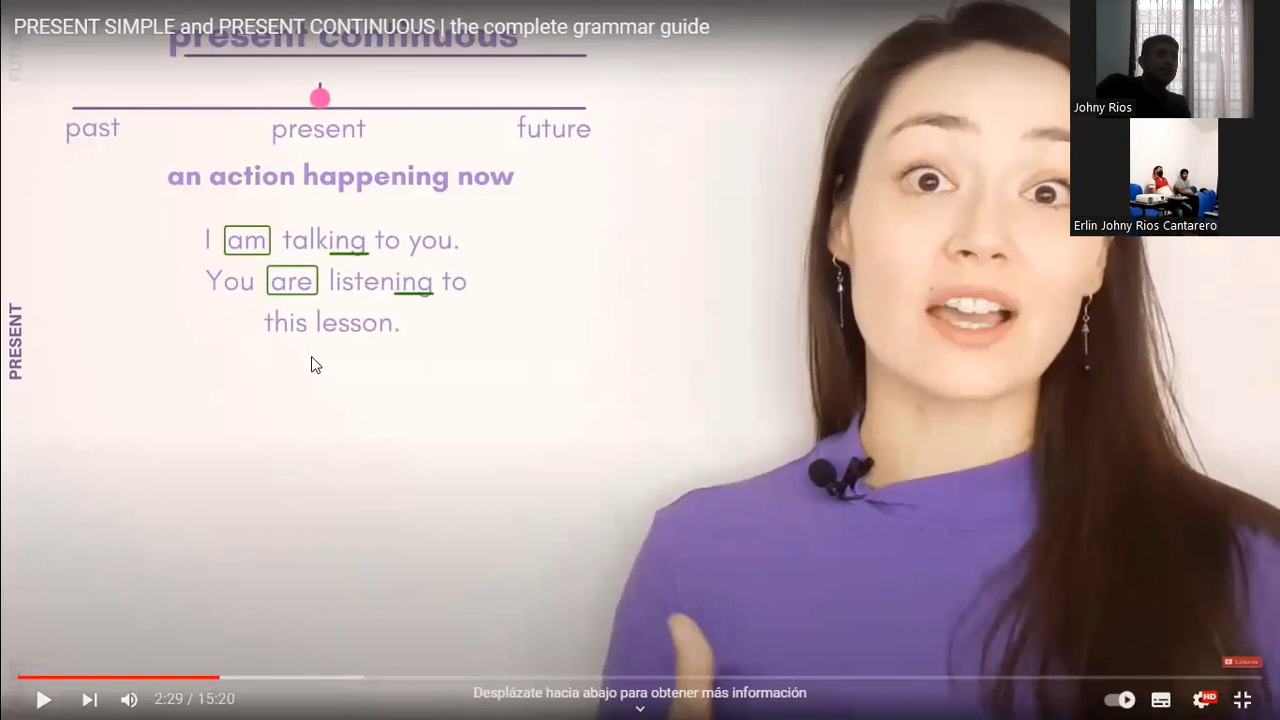 PRESENT SIMPLE and PRESENT CONTINUOUS | the complete grammar guide
present continuous
past present future
an action happening now
I am talking to you.
You are listening to
this lesson.
PRESENT
Johny Rios
Erlin Johny Rios Cantarero
2:29 / 15:20
Desplázate hacia abajo para obtener más información
HD